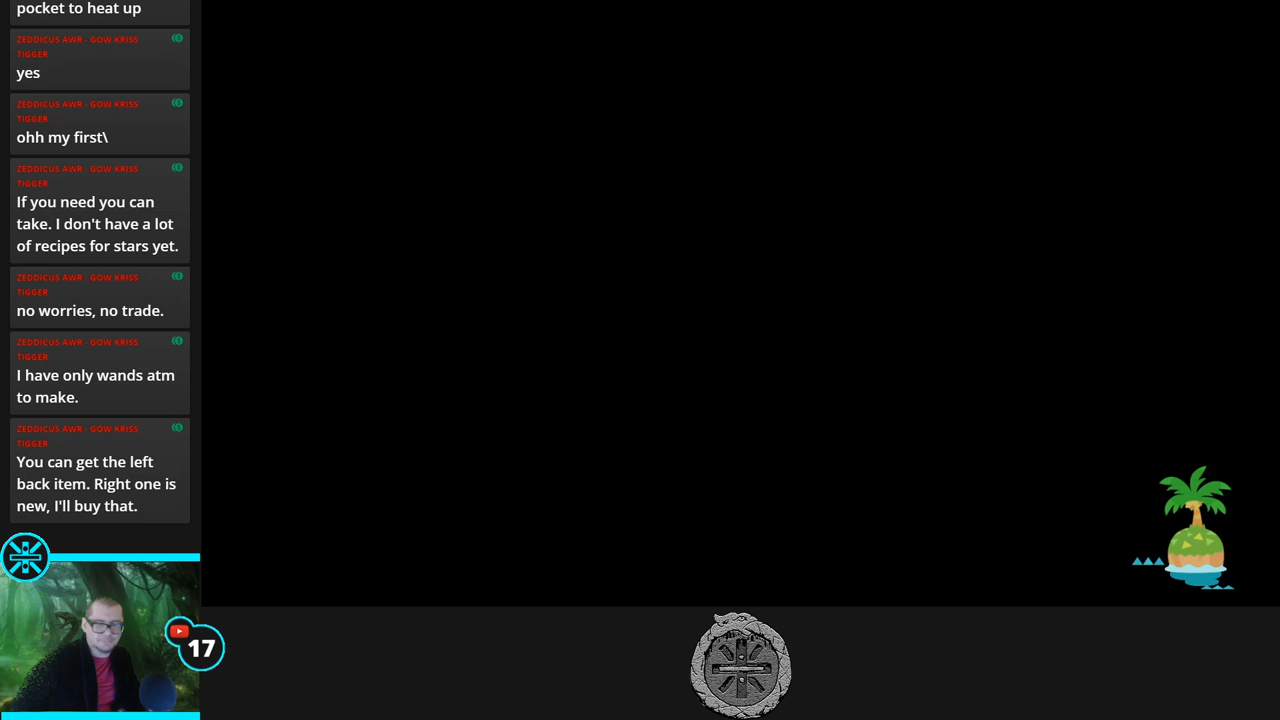 pocket to heat up
ZEDDICUS AWR - GOW KRISS
TIGGER
yes
ZEDDICUS AWR - GOW KRISS
TIGGER
ohh my first\
ZEDDICUS AWR - GOW KRISS
TIGGER
If you need you can
take. I don't have a lot
of recipes for stars yet.
ZEDDICUS AWR - GOW KRISS
TIGGER
no worries, no trade.
ZEDDICUS AWR - GOW KRISS
TIGGER
I have only wands atm
to make.
ZEDDICUS AWR - GOW KRISS
TIGGER
You can get the left
back item. Right one is
new, I'll buy that.
17